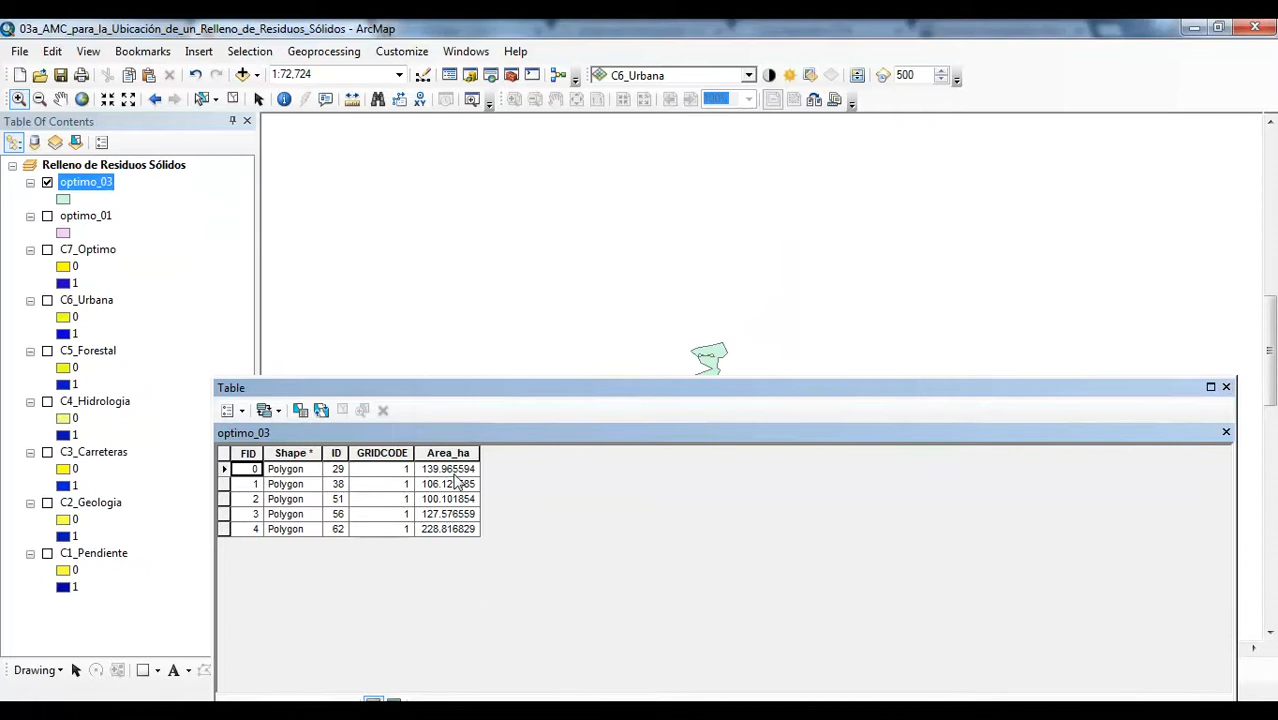 03a_AMC_para_la_Ubicación_de_un_Relleno_de_Residuos_Sólidos - ArcMap
File Edit View Bookmarks Insert Selection Geoprocessing Customize Windows Help
1:72,724 C6_Urbana 500
100%
Table Of Contents
Relleno de Residuos Sólidos
optimo_03
optimo_01
C7_Optimo
0
1
C6_Urbana
0
1
C5_Forestal
0
1
C4_Hidrologia
0
1
C3_Carreteras
0
1
C2_Geologia
0
1
C1_Pendiente
0
1
Drawing A
Table
optimo_03
FID Shape * ID GRIDCODE Area_ha
0 Polygon 29 1 139.965594
1 Polygon 38 1
2 Polygon 51 1 100.101854
3 Polygon 56 1 127.576559
4 Polygon 62 1 228.816829